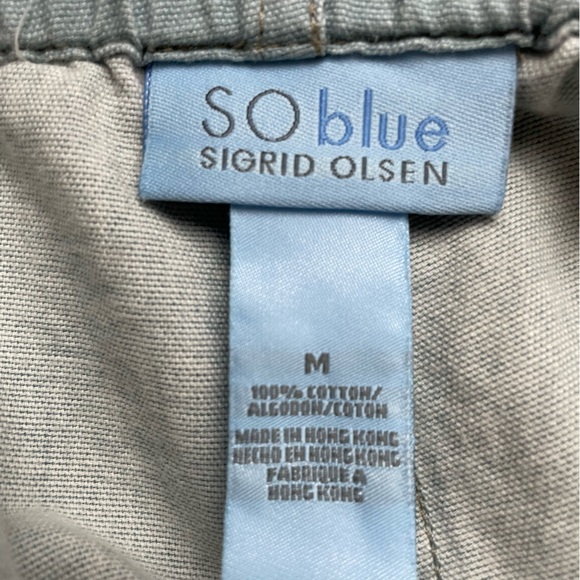 SO blue
SIGRID OLSEN
M
100% COTTON/
ALGODON/COTON
MADE IN HONG KONG
HECHO EN HONG KONG
FABRIQUE A
HONG KONG